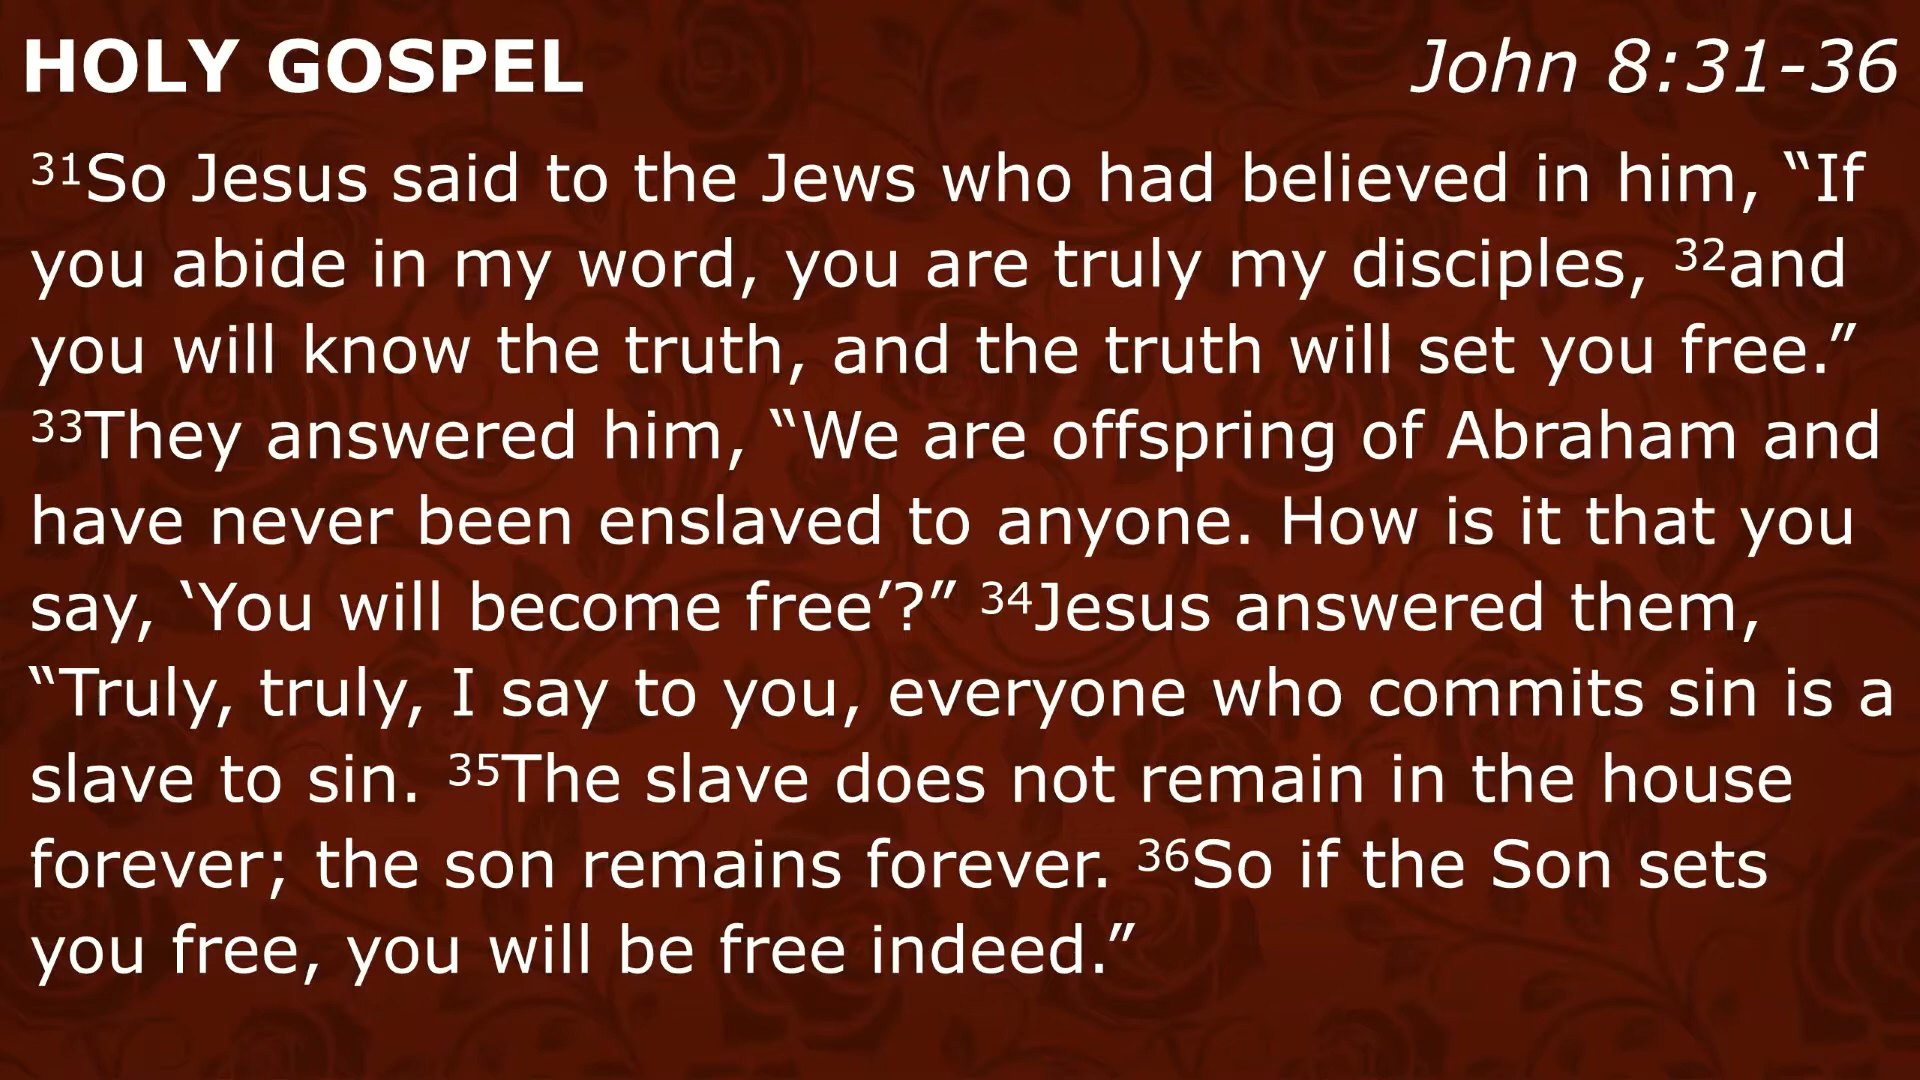 HOLY GOSPEL John 8:31-36
31So Jesus said to the Jews who had believed in him, “If
you abide in my word, you are truly my disciples, 32and
you will know the truth, and the truth will set you free.”
33They answered him, “We are offspring of Abraham and
have never been enslaved to anyone. How is it that you
say, ‘You will become free’?” 34Jesus answered them,
“Truly, truly, I say to you, everyone who commits sin is a
slave to sin. 35The slave does not remain in the house
forever; the son remains forever. 36So if the Son sets
you free, you will be free indeed.”